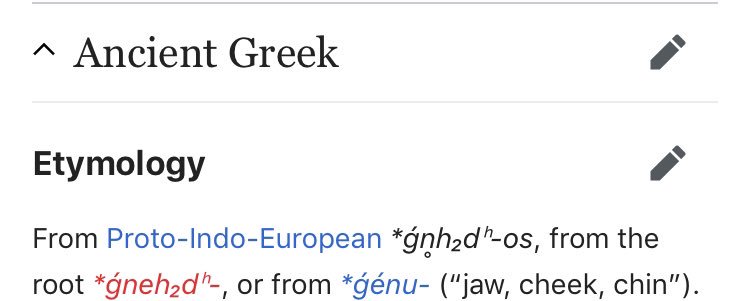 Ancient Greek
Etymology
From Proto-Indo-European *ǵn̥h₂dʰ-os, from the
root *ǵneh₂dʰ-, or from *ǵénu- (“jaw, cheek, chin”).